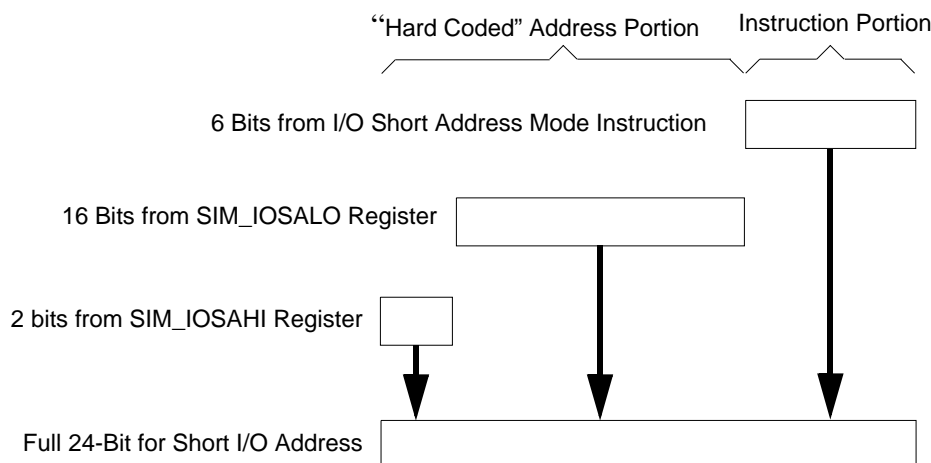 “Hard Coded” Address Portion
Instruction Portion
6 Bits from I/O Short Address Mode Instruction
16 Bits from SIM_IOSALO Register
2 bits from SIM_IOSAHI Register
Full 24-Bit for Short I/O Address